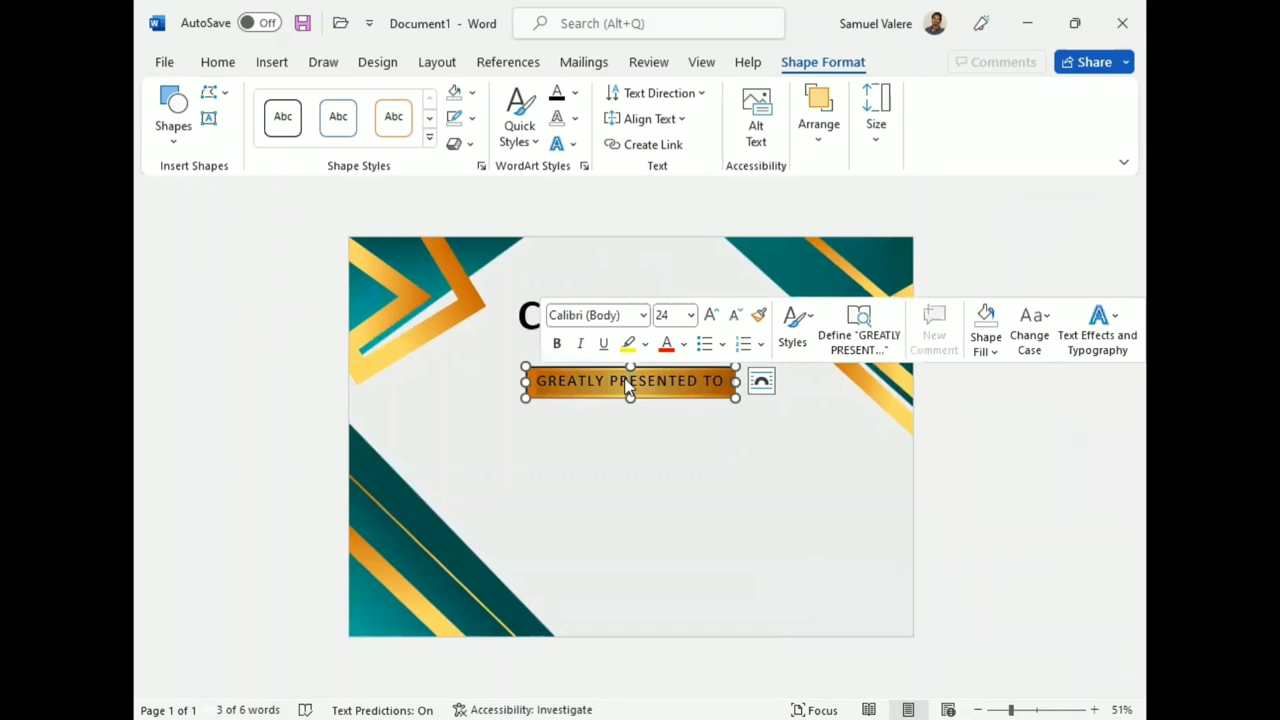 AutoSave Off Document1 - Word Search (Alt+Q) Samuel Valere
File Home Insert Draw Design Layout References Mailings Review View Help Shape Format Comments Share
Shapes
Abc Abc Abc
Quick Styles
Text Direction
Align Text
Create Link
Alt Text
Arrange
Size
Insert Shapes Shape Styles WordArt Styles Text Accessibility
C
Calibri (Body) 24
B I U
Styles
Define "GREATLY PRESENT..."
New Comment
Shape Fill
Aa
Change Case
Text Effects and Typography
GREATLY PRESENTED TO
Page 1 of 1 3 of 6 words Text Predictions: On Accessibility: Investigate Focus 51%